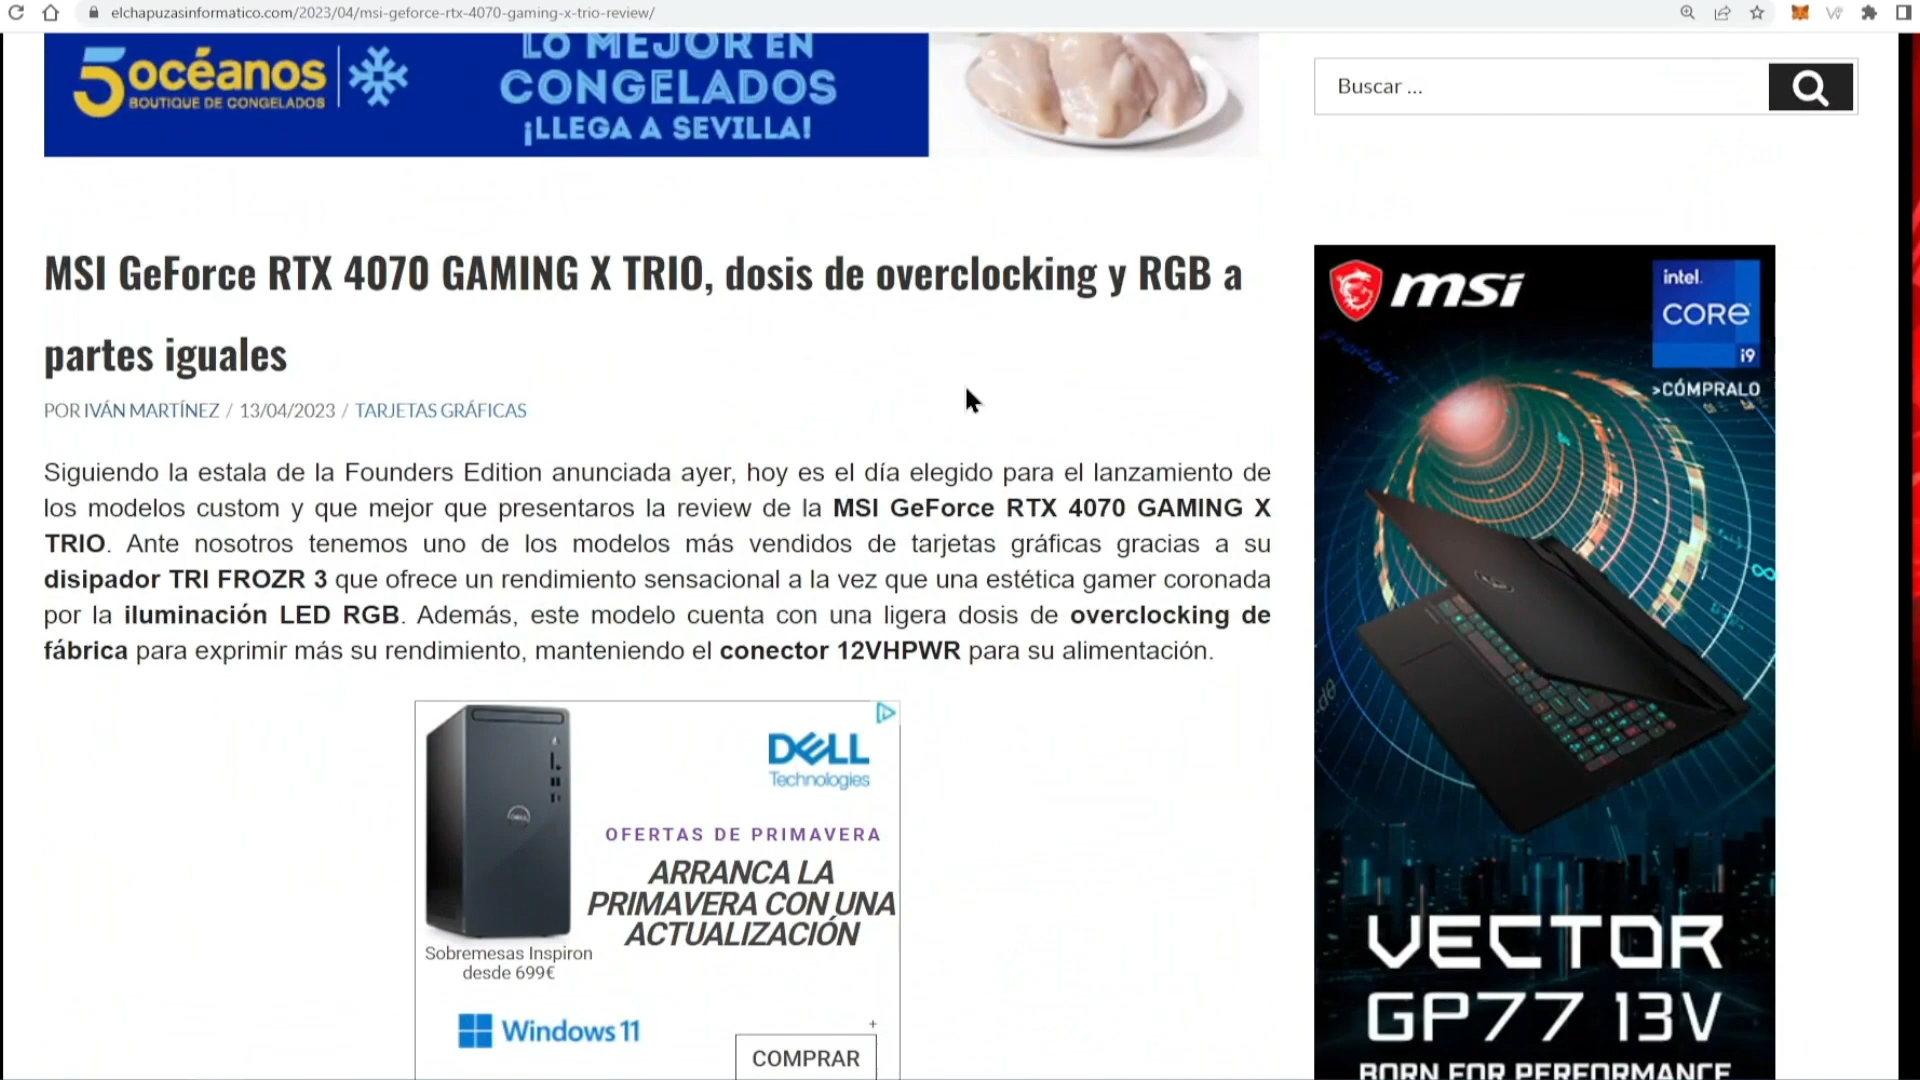 elchapuzasinformatico.com/2023/04/msi-geforce-rtx-4070-gaming-x-trio-review/
5océanos
BOUTIQUE DE CONGELADOS
LO MEJOR EN
CONGELADOS
¡LLEGA A SEVILLA!
Buscar ...
MSI GeForce RTX 4070 GAMING X TRIO, dosis de overclocking y RGB a
partes iguales
POR IVÁN MARTÍNEZ / 13/04/2023 / TARJETAS GRÁFICAS
Siguiendo la estala de la Founders Edition anunciada ayer, hoy es el día elegido para el lanzamiento de
los modelos custom y que mejor que presentaros la review de la MSI GeForce RTX 4070 GAMING X
TRIO. Ante nosotros tenemos uno de los modelos más vendidos de tarjetas gráficas gracias a su
disipador TRI FROZR 3 que ofrece un rendimiento sensacional a la vez que una estética gamer coronada
por la iluminación LED RGB. Además, este modelo cuenta con una ligera dosis de overclocking de
fábrica para exprimir más su rendimiento, manteniendo el conector 12VHPWR para su alimentación.
DELL
Technologies
OFERTAS DE PRIMAVERA
ARRANCA LA
PRIMAVERA CON UNA
ACTUALIZACIÓN
Sobremesas Inspiron
desde 699€
Windows 11
+
COMPRAR
msi
intel.
CORE
i9
>CÓMPRALO
VECTOR
GP77 13V
BORN FOR PERFORMANCE